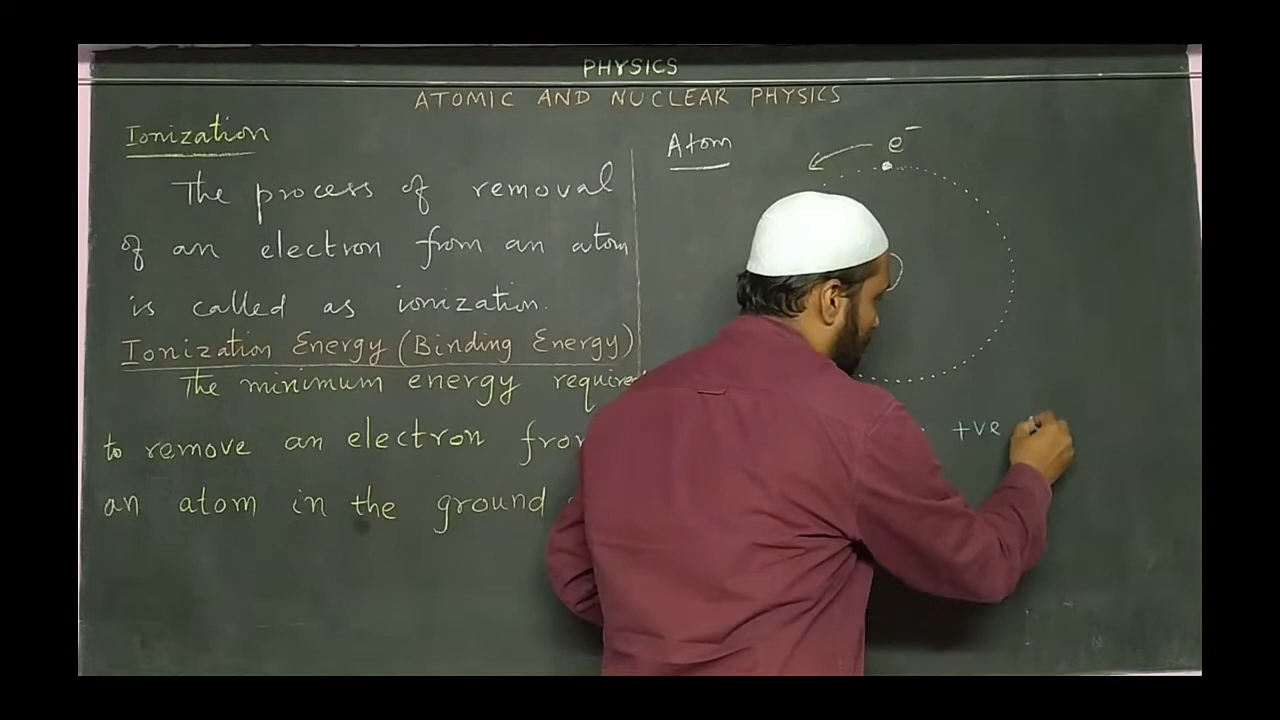 PHYSICS
ATOMIC AND NUCLEAR PHYSICS
Ionization
The process of removal
of an electron from an atom
is called as ionization.
Ionization Energy (Binding Energy)
The minimum energy require
to remove an electron from
an atom in the ground
Atom
e⁻
+ve